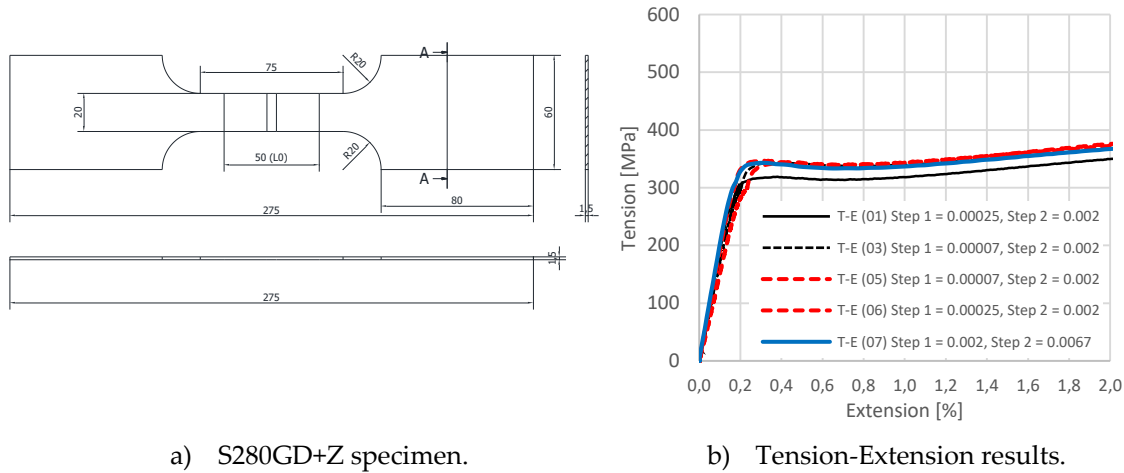 A
75
R20
20
60
50 (L0)
R20
A
80
275
1.5
1.5
275
600
500
400
300
200
100
0
Tension [MPa]
T-E (01) Step 1 = 0.00025, Step 2 = 0.002
T-E (03) Step 1 = 0.00007, Step 2 = 0.002
T-E (05) Step 1 = 0.00007, Step 2 = 0.002
T-E (06) Step 1 = 0.00025, Step 2 = 0.002
T-E (07) Step 1 = 0.002, Step 2 = 0.0067
0,0 0,2 0,4 0,6 0,8 1,0 1,2 1,4 1,6 1,8 2,0
Extension [%]
a) S280GD+Z specimen.
b) Tension-Extension results.